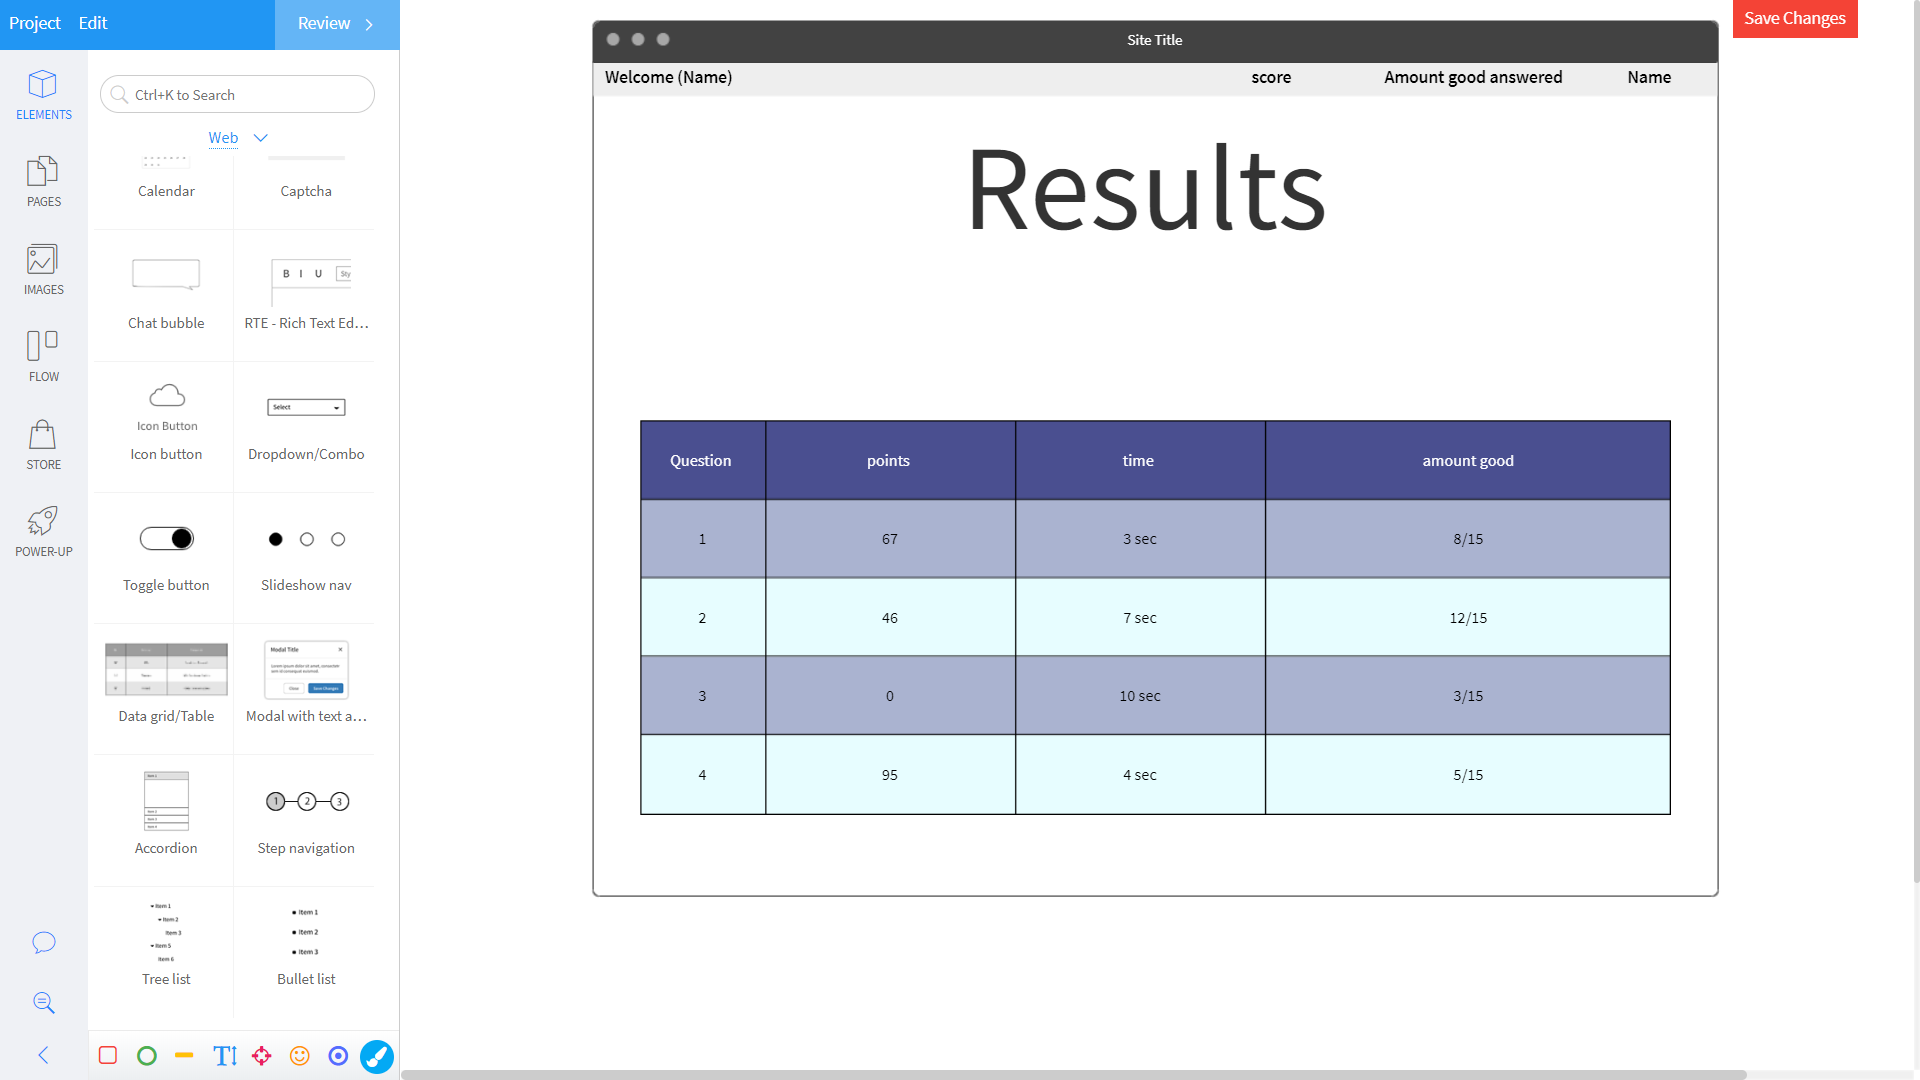 Project Edit Review
Save Changes
ELEMENTS
PAGES
IMAGES
FLOW
STORE
POWER-UP
Ctrl+K to Search
Web
Calendar Captcha
B I U Sty
Chat bubble RTE - Rich Text Ed...
Icon Button Select
Icon button Dropdown/Combo
Toggle button Slideshow nav
Modal Title
Close Save Changes
Data grid/Table Modal with text a...
1 2 3
Accordion Step navigation
Item 1
Item 2
Item 3
Item 5
Item 6
Item 1
Item 2
Item 3
Tree list Bullet list
Site Title
Welcome (Name) score Amount good answered Name
Results
Question points time amount good
1 67 3 sec 8/15
2 46 7 sec 12/15
3 0 10 sec 3/15
4 95 4 sec 5/15